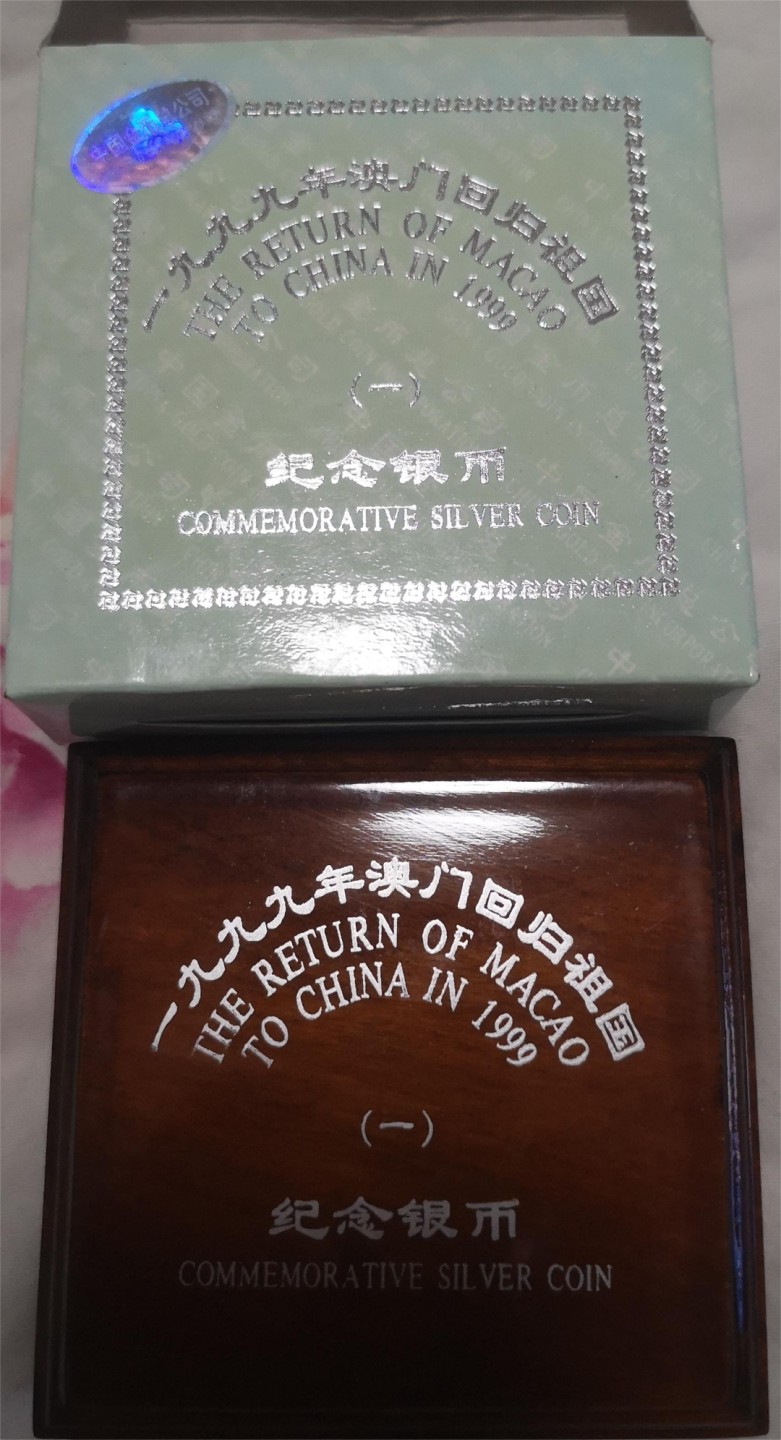 一九九九年澳门回归祖国
THE RETURN OF MACAO
TO CHINA IN 1999
(一)
纪念银币
COMMEMORATIVE SILVER COIN
一九九九年澳门回归祖国
THE RETURN OF MACAO
TO CHINA IN 1999
(一)
纪念银币
COMMEMORATIVE SILVER COIN